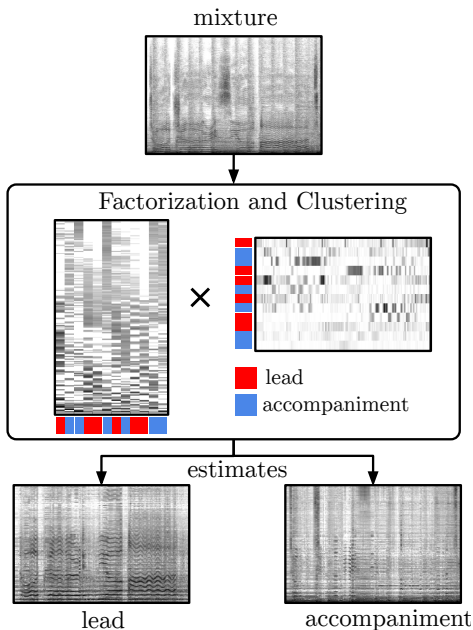 mixture
Factorization and Clustering
×
lead
accompaniment
estimates
lead
accompaniment